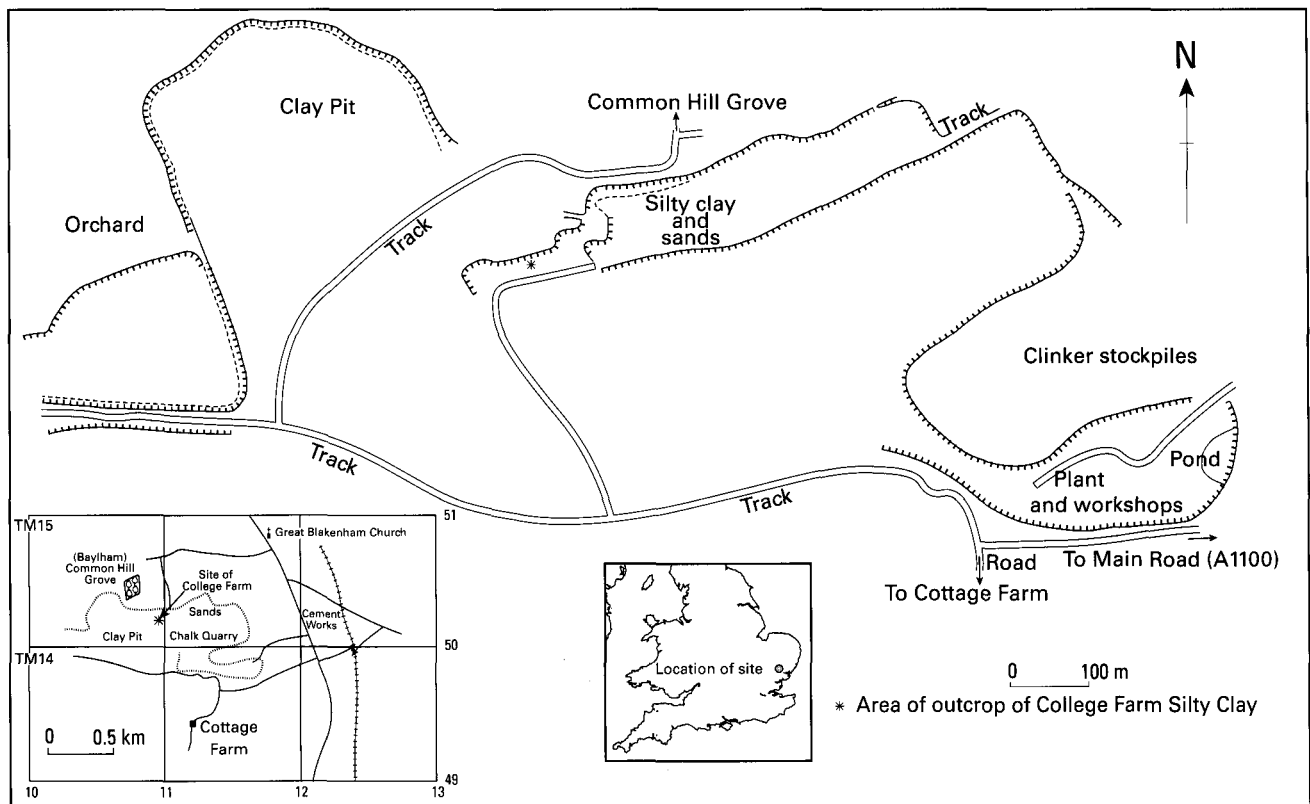 N
Clay Pit
Common Hill Grove
Track
Orchard
Track
Silty clay
and
sands
Clinker stockpiles
Track
Track
Pond
Plant
and workshops
Road
To Main Road (A1100)
To Cottage Farm
TM15
51
Great Blakenham Church
(Baylham)
Common Hill
Grove
Site of
College Farm
Sands
Cement
Works
Clay Pit
Chalk Quarry
TM14
50
Cottage
Farm
0 0.5 km
49
10 11 12 13
Location of site
0 100 m
* Area of outcrop of College Farm Silty Clay